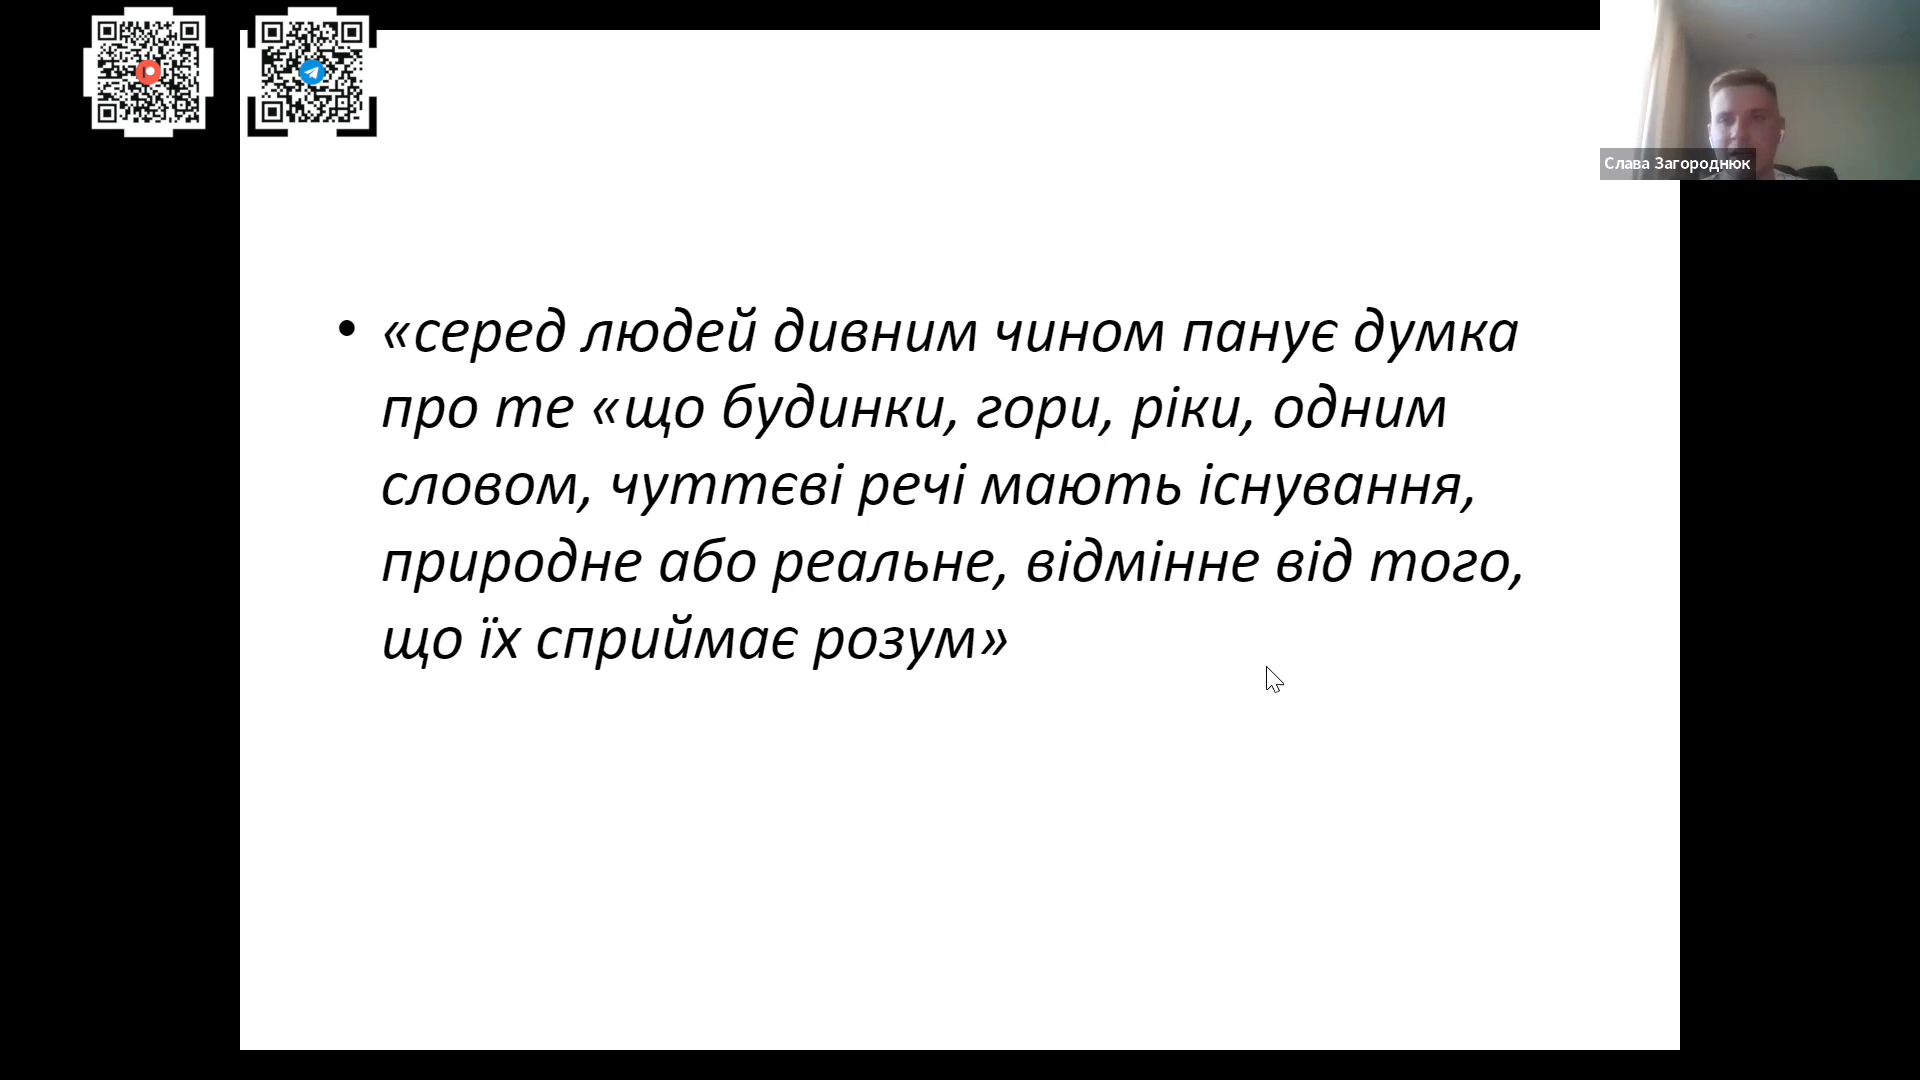 Слава Загороднюк
• «серед людей дивним чином панує думка
про те «що будинки, гори, ріки, одним
словом, чуттєві речі мають існування,
природне або реальне, відмінне від того,
що їх сприймає розум»